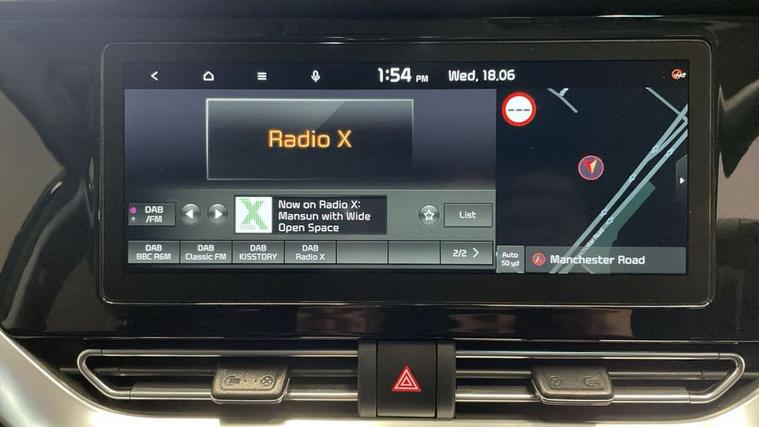 1:54 PM Wed, 18.06
Radio X
DAB
/FM
Now on Radio X:
Mansun with Wide
Open Space
List
DAB
BBC R6M
DAB
Classic FM
DAB
KISSTORY
DAB
Radio X
2/2
Auto
50 yd
Manchester Road